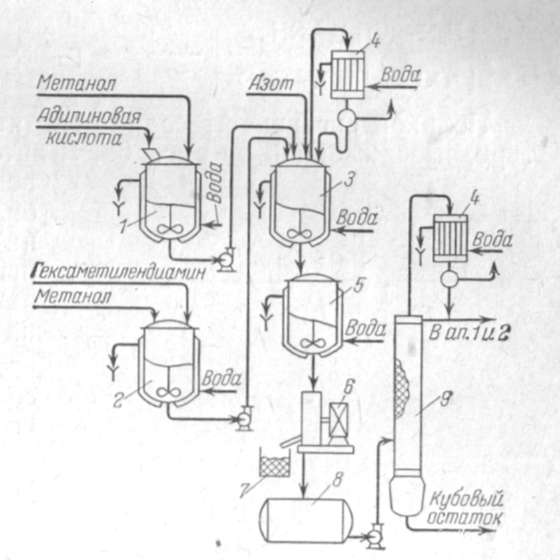 Метанол
Адипиновая
кислота
Азот
4
Вода
1
Вода
3
Вода
4
Вода
Гексаметилендиамин
Метанол
2
Вода
5
Вода
В ап. 1 и 2
6
7
8
9
Кубовый
остаток